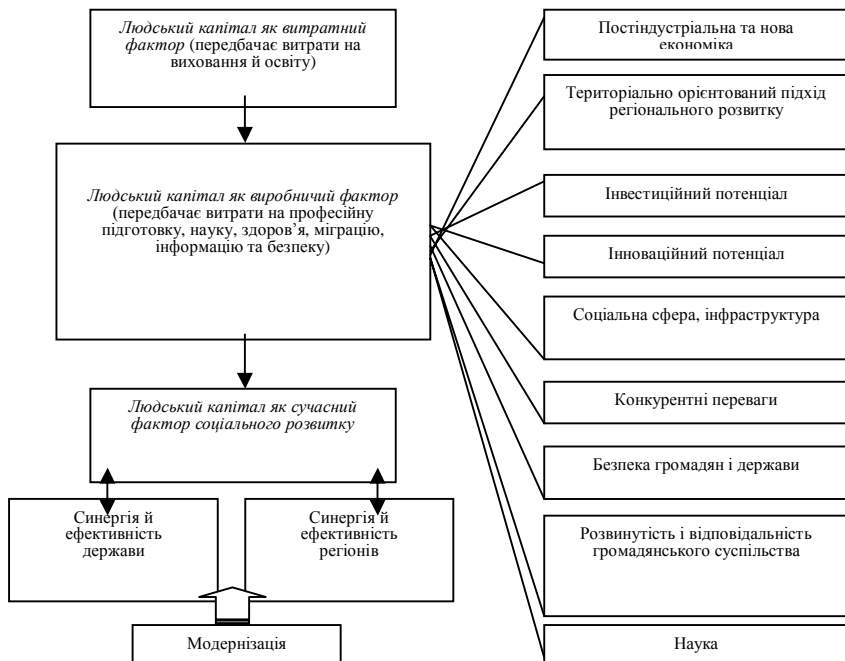 Людський капітал як витратний
фактор (передбачає витрати на
виховання й освіту)
Людський капітал як виробничий фактор
(передбачає витрати на професійну
підготовку, науку, здоров’я, міграцію,
інформацію та безпеку)
Людський капітал як сучасний
фактор соціального розвитку
Синергія й
ефективність
держави
Синергія й
ефективність
регіонів
Модернізація
Постіндустріальна та нова
економіка
Територіально орієнтований підхід
регіонального розвитку
Інвестиційний потенціал
Інноваційний потенціал
Соціальна сфера, інфраструктура
Конкурентні переваги
Безпека громадян і держави
Розвинутість і відповідальність
громадянського суспільства
Наука